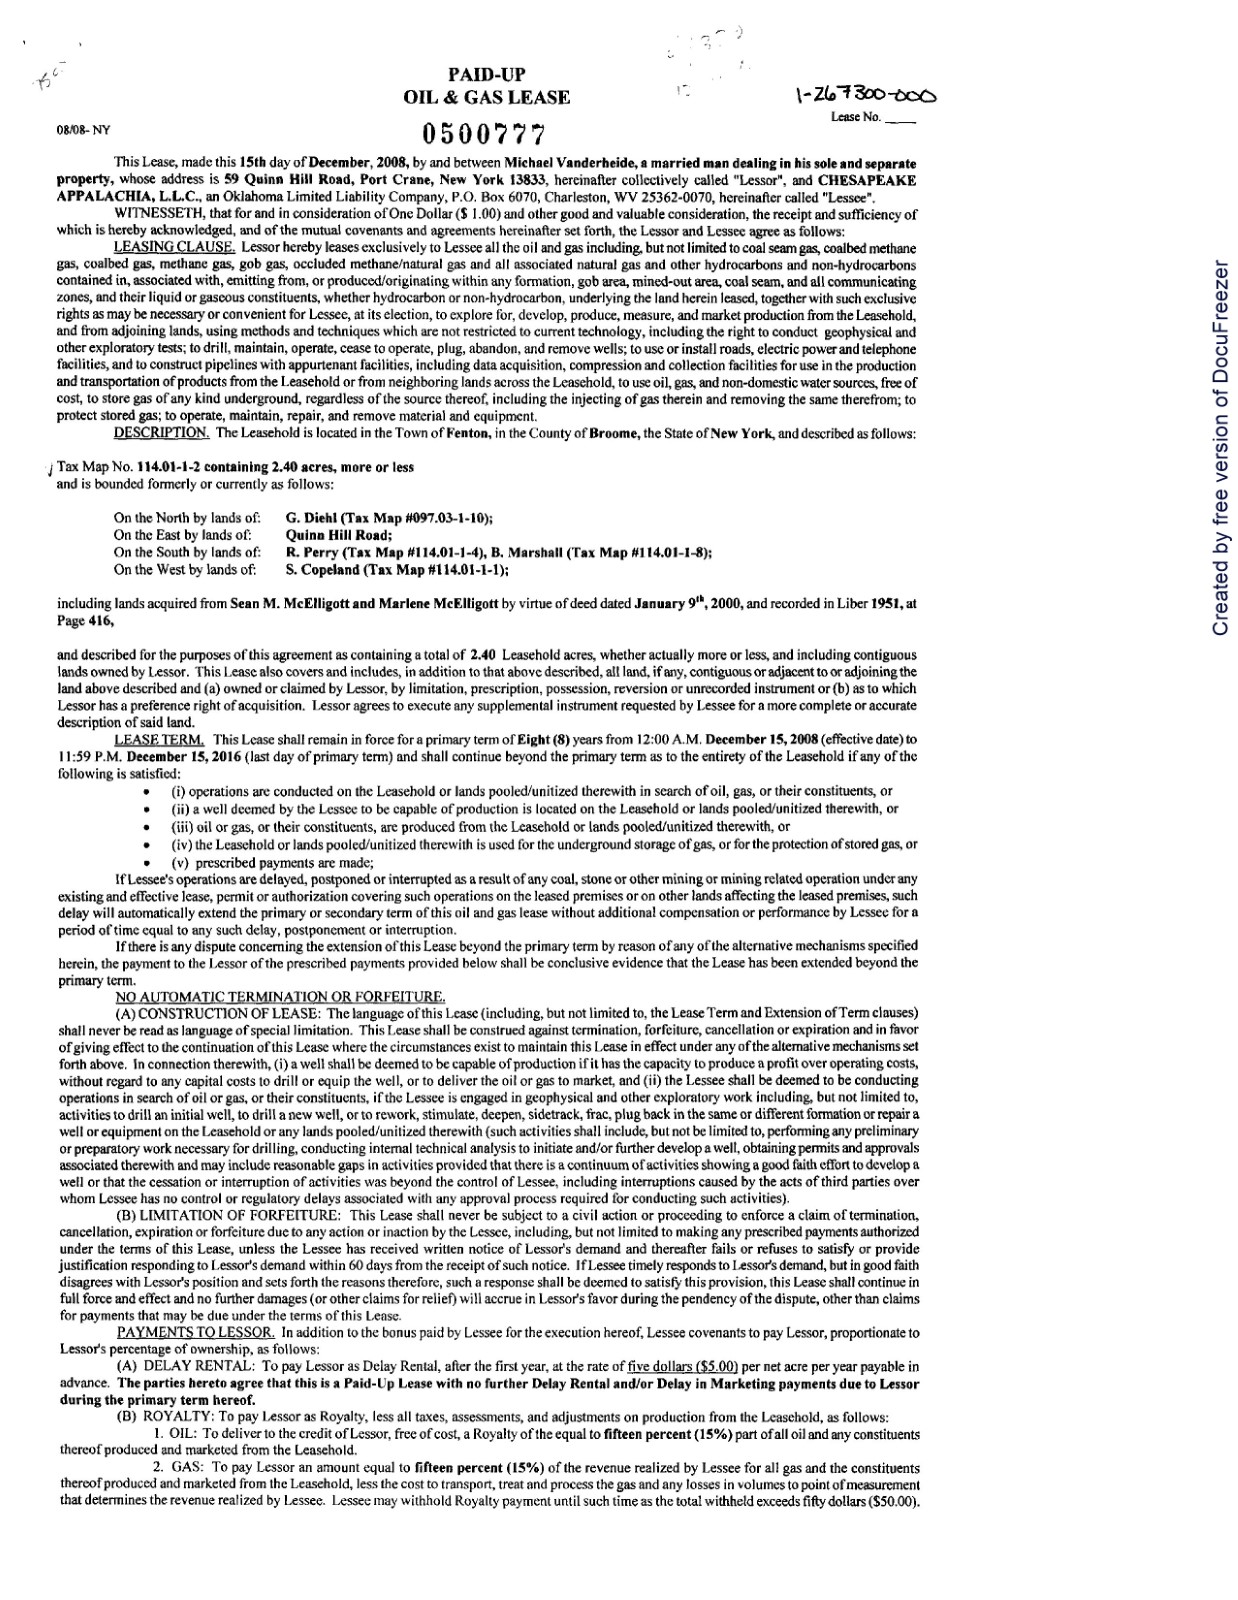 PAID-UP
OIL & GAS LEASE
1-267300-000
Lease No. ____
08/08- NY
0500777
This Lease, made this 15th day of December, 2008, by and between Michael Vanderheide, a married man dealing in his sole and separate
property, whose address is 59 Quinn Hill Road, Port Crane, New York 13833, hereinafter collectively called "Lessor", and CHESAPEAKE
APPALACHIA, L.L.C., an Oklahoma Limited Liability Company, P.O. Box 6070, Charleston, WV 25362-0070, hereinafter called "Lessee".
WITNESSETH, that for and in consideration of One Dollar ($ 1.00) and other good and valuable consideration, the receipt and sufficiency of
which is hereby acknowledged, and of the mutual covenants and agreements hereinafter set forth, the Lessor and Lessee agree as follows:
LEASING CLAUSE. Lessor hereby leases exclusively to Lessee all the oil and gas including, but not limited to coal seam gas, coalbed methane
gas, coalbed gas, methane gas, gob gas, occluded methane/natural gas and all associated natural gas and other hydrocarbons and non-hydrocarbons
contained in, associated with, emitting from, or produced/originating within any formation, gob area, mined-out area, coal seam, and all communicating
zones, and their liquid or gaseous constituents, whether hydrocarbon or non-hydrocarbon, underlying the land herein leased, together with such exclusive
rights as may be necessary or convenient for Lessee, at its election, to explore for, develop, produce, measure, and market production from the Leasehold,
and from adjoining lands, using methods and techniques which are not restricted to current technology, including the right to conduct geophysical and
other exploratory tests; to drill, maintain, operate, cease to operate, plug, abandon, and remove wells; to use or install roads, electric power and telephone
facilities, and to construct pipelines with appurtenant facilities, including data acquisition, compression and collection facilities for use in the production
and transportation of products from the Leasehold or from neighboring lands across the Leasehold, to use oil, gas, and non-domestic water sources, free of
cost, to store gas of any kind underground, regardless of the source thereof, including the injecting of gas therein and removing the same therefrom; to
protect stored gas; to operate, maintain, repair, and remove material and equipment.
DESCRIPTION. The Leasehold is located in the Town of Fenton, in the County of Broome, the State of New York, and described as follows:
Tax Map No. 114.01-1-2 containing 2.40 acres, more or less
and is bounded formerly or currently as follows:
On the North by lands of: G. Diehl (Tax Map #097.03-1-10);
On the East by lands of: Quinn Hill Road;
On the South by lands of: R. Perry (Tax Map #114.01-1-4), B. Marshall (Tax Map #114.01-1-8);
On the West by lands of: S. Copeland (Tax Map #114.01-1-1);
including lands acquired from Sean M. McElligott and Marlene McElligott by virtue of deed dated January 9th, 2000, and recorded in Liber 1951, at
Page 416,
and described for the purposes of this agreement as containing a total of 2.40 Leasehold acres, whether actually more or less, and including contiguous
lands owned by Lessor. This Lease also covers and includes, in addition to that above described, all land, if any, contiguous or adjacent to or adjoining the
land above described and (a) owned or claimed by Lessor, by limitation, prescription, possession, reversion or unrecorded instrument or (b) as to which
Lessor has a preference right of acquisition. Lessor agrees to execute any supplemental instrument requested by Lessee for a more complete or accurate
description of said land.
LEASE TERM. This Lease shall remain in force for a primary term of Eight (8) years from 12:00 A.M. December 15, 2008 (effective date) to
11:59 P.M. December 15, 2016 (last day of primary term) and shall continue beyond the primary term as to the entirety of the Leasehold if any of the
following is satisfied:
• (i) operations are conducted on the Leasehold or lands pooled/unitized therewith in search of oil, gas, or their constituents, or
• (ii) a well deemed by the Lessee to be capable of production is located on the Leasehold or lands pooled/unitized therewith, or
• (iii) oil or gas, or their constituents, are produced from the Leasehold or lands pooled/unitized therewith, or
• (iv) the Leasehold or lands pooled/unitized therewith is used for the underground storage of gas, or for the protection of stored gas, or
• (v) prescribed payments are made;
If Lessee's operations are delayed, postponed or interrupted as a result of any coal, stone or other mining or mining related operation under any
existing and effective lease, permit or authorization covering such operations on the leased premises or on other lands affecting the leased premises, such
delay will automatically extend the primary or secondary term of this oil and gas lease without additional compensation or performance by Lessee for a
period of time equal to any such delay, postponement or interruption.
If there is any dispute concerning the extension of this Lease beyond the primary term by reason of any of the alternative mechanisms specified
herein, the payment to the Lessor of the prescribed payments provided below shall be conclusive evidence that the Lease has been extended beyond the
primary term.
NO AUTOMATIC TERMINATION OR FORFEITURE.
(A) CONSTRUCTION OF LEASE: The language of this Lease (including, but not limited to, the Lease Term and Extension of Term clauses)
shall never be read as language of special limitation. This Lease shall be construed against termination, forfeiture, cancellation or expiration and in favor
of giving effect to the continuation of this Lease where the circumstances exist to maintain this Lease in effect under any of the alternative mechanisms set
forth above. In connection therewith, (i) a well shall be deemed to be capable of production if it has the capacity to produce a profit over operating costs,
without regard to any capital costs to drill or equip the well, or to deliver the oil or gas to market, and (ii) the Lessee shall be deemed to be conducting
operations in search of oil or gas, or their constituents, if the Lessee is engaged in geophysical and other exploratory work including, but not limited to,
activities to drill an initial well, to drill a new well, or to rework, stimulate, deepen, sidetrack, frac, plug back in the same or different formation or repair a
well or equipment on the Leasehold or any lands pooled/unitized therewith (such activities shall include, but not be limited to, performing any preliminary
or preparatory work necessary for drilling, conducting internal technical analysis to initiate and/or further develop a well, obtaining permits and approvals
associated therewith and may include reasonable gaps in activities provided that there is a continuum of activities showing a good faith effort to develop a
well or that the cessation or interruption of activities was beyond the control of Lessee, including interruptions caused by the acts of third parties over
whom Lessee has no control or regulatory delays associated with any approval process required for conducting such activities).
(B) LIMITATION OF FORFEITURE: This Lease shall never be subject to a civil action or proceeding to enforce a claim of termination,
cancellation, expiration or forfeiture due to any action or inaction by the Lessee, including, but not limited to making any prescribed payments authorized
under the terms of this Lease, unless the Lessee has received written notice of Lessor's demand and thereafter fails or refuses to satisfy or provide
justification responding to Lessor's demand within 60 days from the receipt of such notice. If Lessee timely responds to Lessor's demand, but in good faith
disagrees with Lessor's position and sets forth the reasons therefore, such a response shall be deemed to satisfy this provision, this Lease shall continue in
full force and effect and no further damages (or other claims for relief) will accrue in Lessor's favor during the pendency of the dispute, other than claims
for payments that may be due under the terms of this Lease.
PAYMENTS TO LESSOR. In addition to the bonus paid by Lessee for the execution hereof, Lessee covenants to pay Lessor, proportionate to
Lessor's percentage of ownership, as follows:
(A) DELAY RENTAL: To pay Lessor as Delay Rental, after the first year, at the rate of five dollars ($5.00) per net acre per year payable in
advance. The parties hereto agree that this is a Paid-Up Lease with no further Delay Rental and/or Delay in Marketing payments due to Lessor
during the primary term hereof.
(B) ROYALTY: To pay Lessor as Royalty, less all taxes, assessments, and adjustments on production from the Leasehold, as follows:
1. OIL: To deliver to the credit of Lessor, free of cost, a Royalty of the equal to fifteen percent (15%) part of all oil and any constituents
thereof produced and marketed from the Leasehold.
2. GAS: To pay Lessor an amount equal to fifteen percent (15%) of the revenue realized by Lessee for all gas and the constituents
thereof produced and marketed from the Leasehold, less the cost to transport, treat and process the gas and any losses in volumes to point of measurement
that determines the revenue realized by Lessee. Lessee may withhold Royalty payment until such time as the total withheld exceeds fifty dollars ($50.00).
Created by free version of DocuFreezer